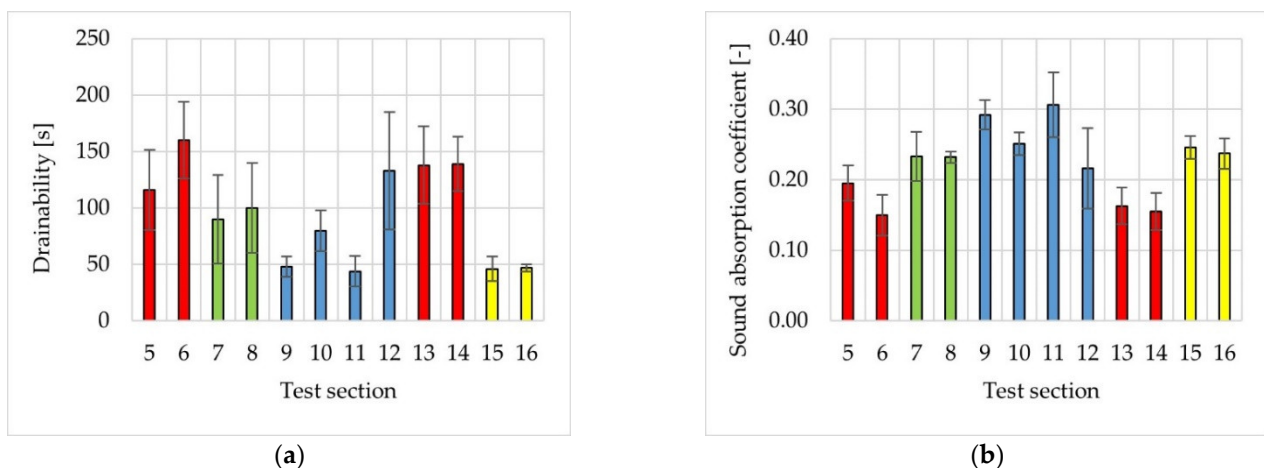 250
200
150
100
50
0
Drainability [s]
5 6 7 8 9 10 11 12 13 14 15 16
Test section
(a)
0.40
0.30
0.20
0.10
0.00
Sound absorption coefficient [-]
5 6 7 8 9 10 11 12 13 14 15 16
Test section
(b)